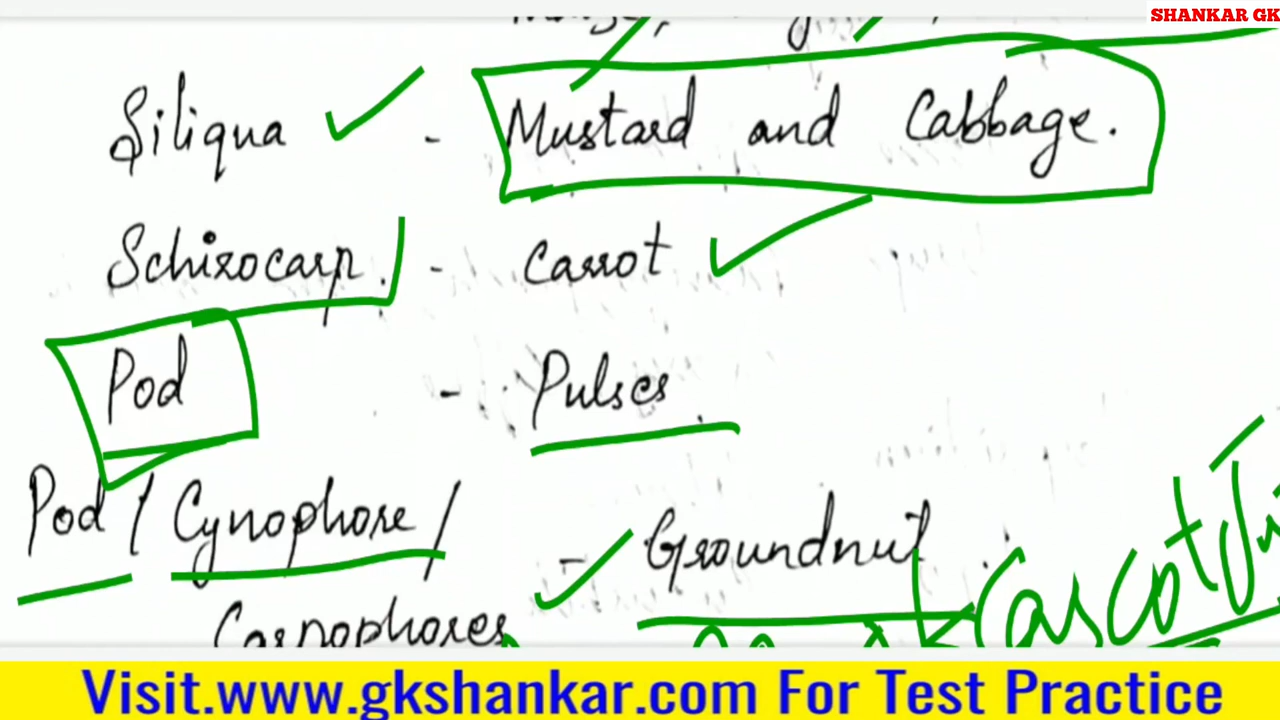 SHANKAR GK
Siliqua - Mustard and Cabbage.
Schizocarp. - Carrot
Pod - Pulses
Pod / Cynophore / - Groundnut
Carnophores
Visit.www.gkshankar.com For Test Practice